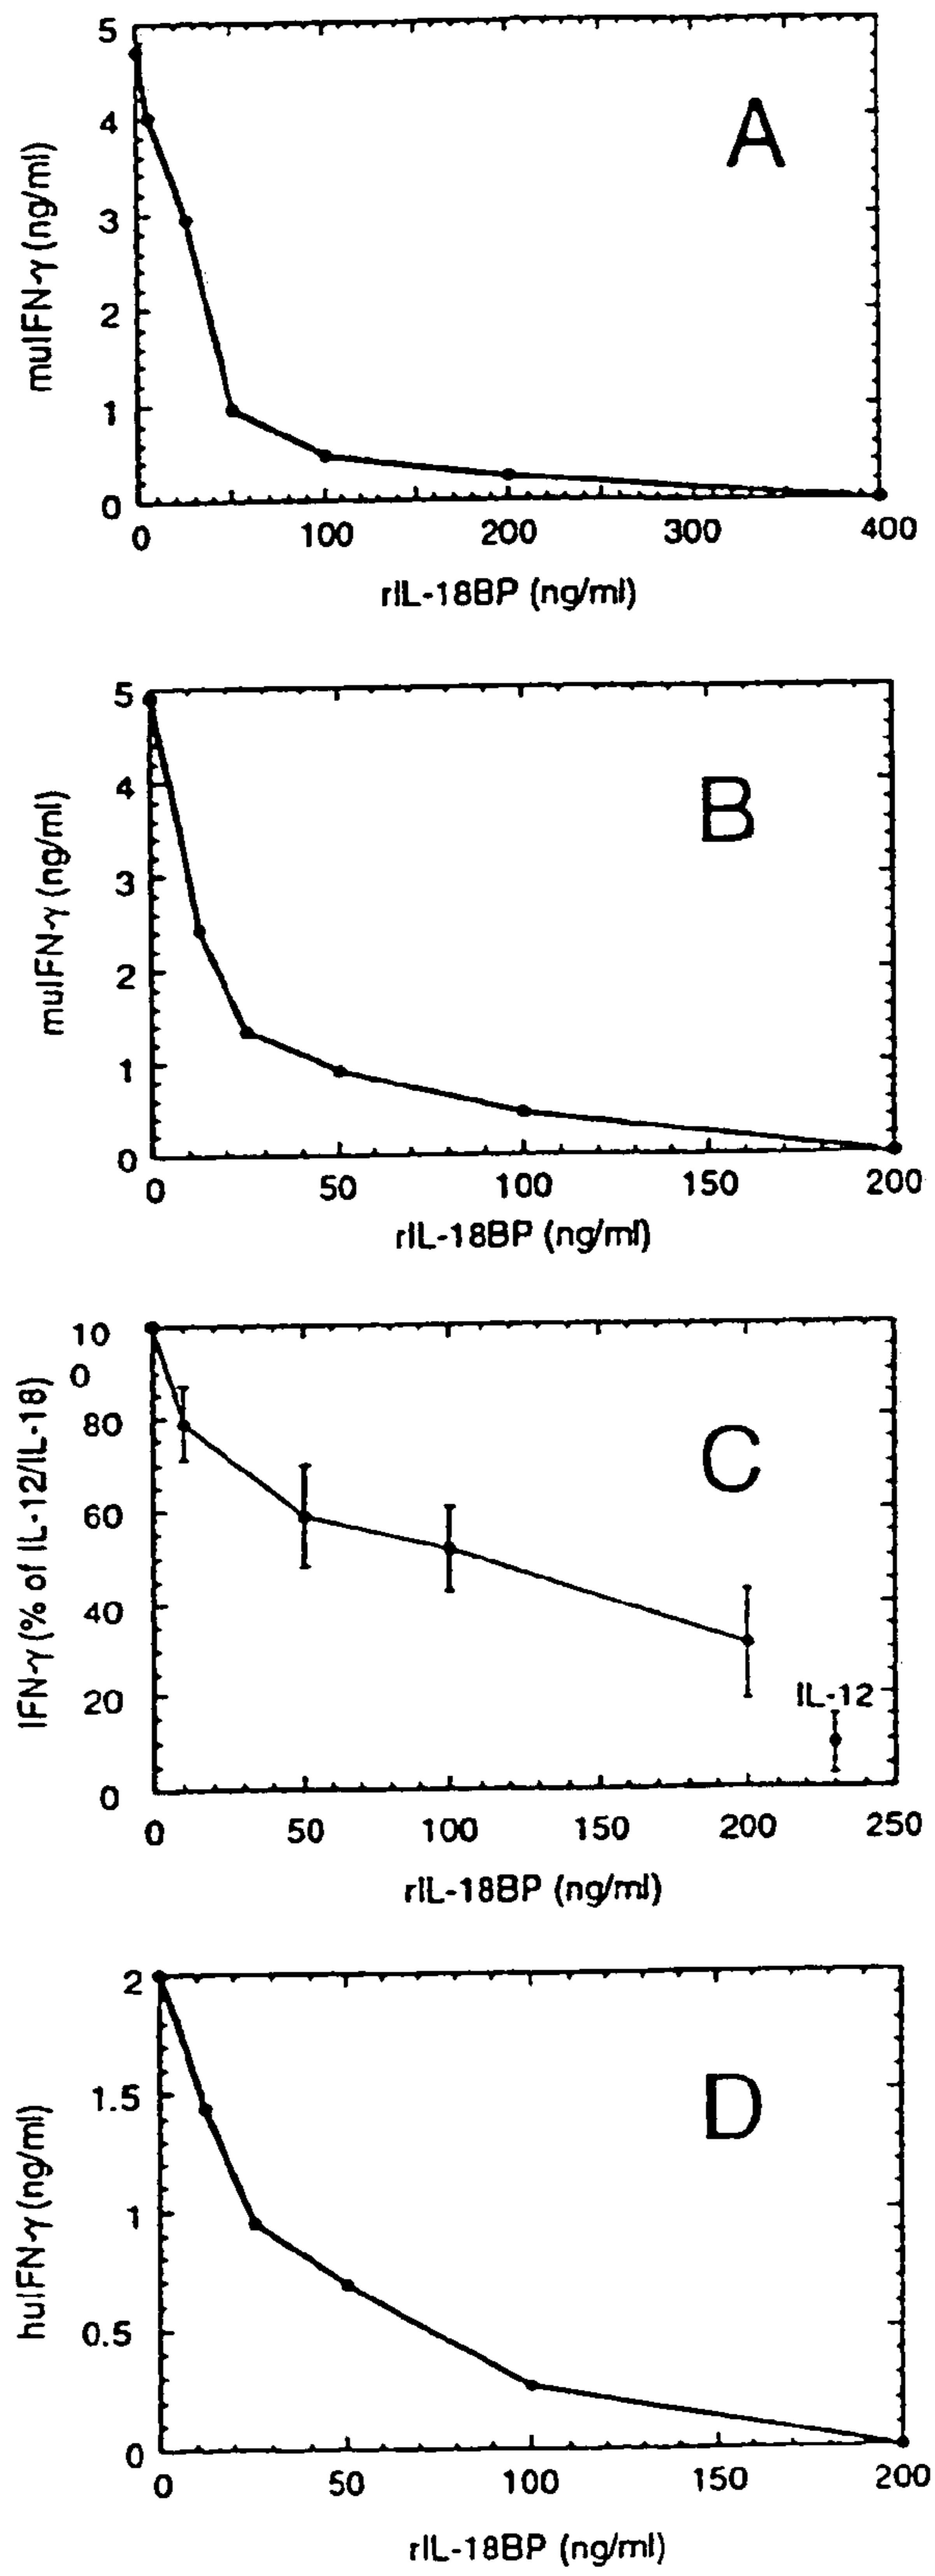 5
4
3
2
1
0
muIFN-γ (ng/ml)
A
0 100 200 300 400
rIL-18BP (ng/ml)
5
4
3
2
1
0
muIFN-γ (ng/ml)
B
0 50 100 150 200
rIL-18BP (ng/ml)
10
0
80
60
40
20
0
IFN-γ (% of IL-12/IL-18)
C
IL-12
0 50 100 150 200 250
rIL-18BP (ng/ml)
2
1.5
1
0.5
0
huIFN-γ (ng/ml)
D
0 50 100 150 200
rIL-18BP (ng/ml)